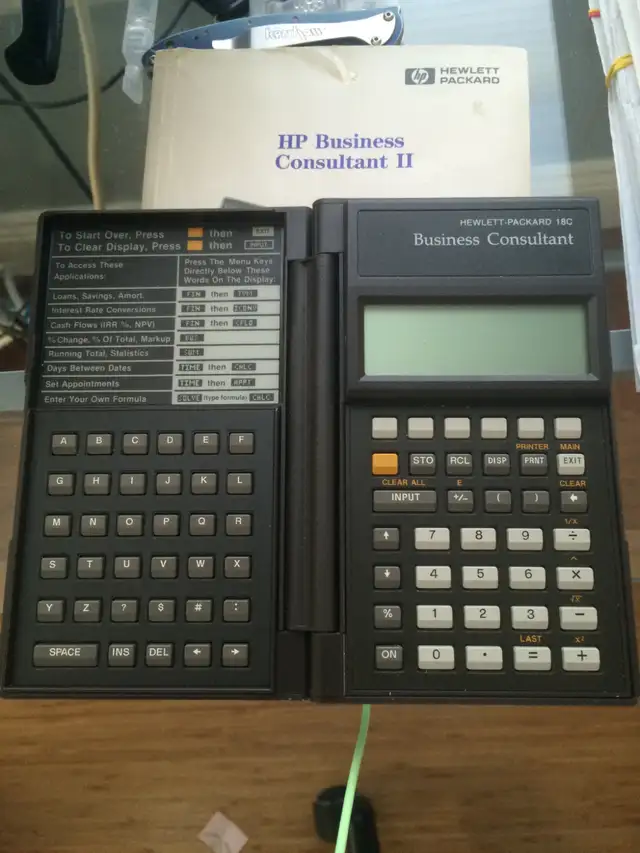 kershaw
hp HEWLETT
PACKARD
HP Business
Consultant II
HEWLETT-PACKARD 18C
Business Consultant
To Start Over, Press then EXIT
To Clear Display, Press then INPUT
To Access These
Applications:
Press The Menu Keys
Directly Below These
Words On The Display:
Loans, Savings, Amort. FIN then TVM
Interest Rate Conversions FIN then ICONV
Cash Flows (IRR %, NPV) FIN then CFLO
% Change, % Of Total, Markup BUS
Running Total, Statistics SUM
Days Between Dates TIME then CALC
Set Appointments TIME then APPT
Enter Your Own Formula SOLVE (type formula) CALC
A B C D E F
G H I J K L
M N O P Q R
S T U V W X
Y Z ? $ # :
SPACE INS DEL ← →
PRINTER MAIN
STO RCL DISP PRNT EXIT
CLEAR ALL E CLEAR
INPUT +/- ( ) ←
1/X
↑ 7 8 9 ÷
^
↓ 4 5 6 ×
√x
% 1 2 3 −
LAST x²
ON 0 . = +